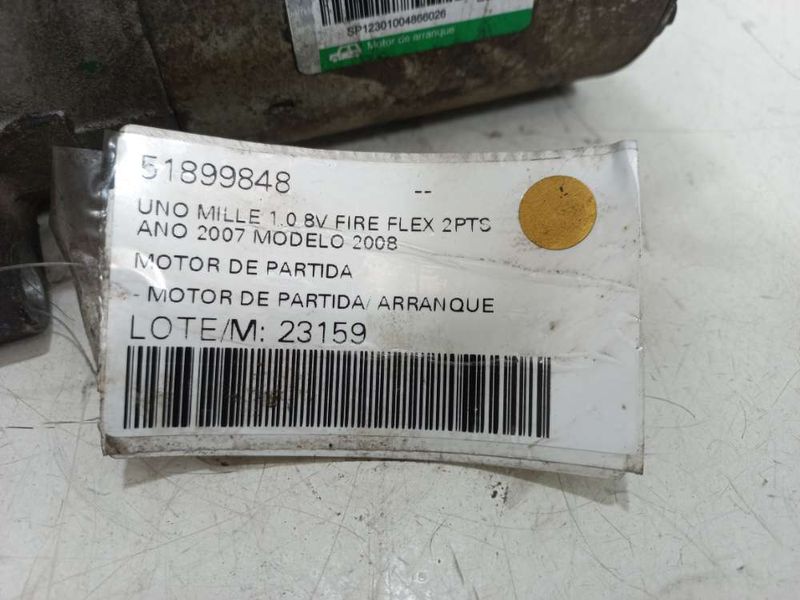 SP12301004866026
Motor de arranque
51899848 --
UNO MILLE 1.0 8V FIRE FLEX 2PTS
ANO 2007 MODELO 2008
MOTOR DE PARTIDA
- MOTOR DE PARTIDA/ ARRANQUE
LOTE/M: 23159